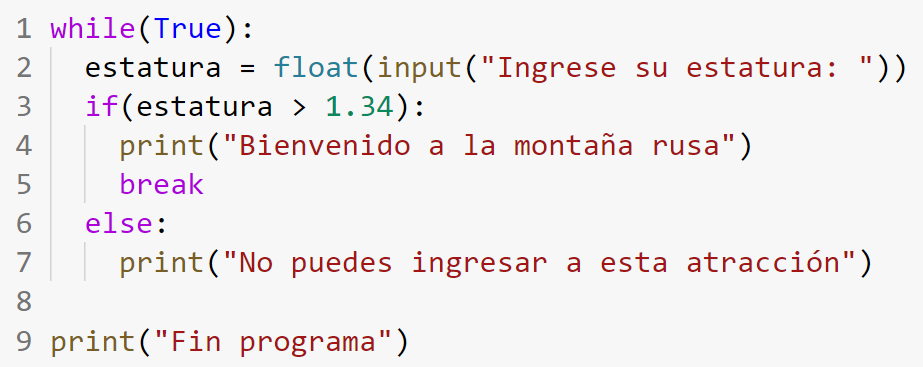 1 while(True):
2   estatura = float(input("Ingrese su estatura: "))
3   if(estatura > 1.34):
4     print("Bienvenido a la montaña rusa")
5     break
6   else:
7     print("No puedes ingresar a esta atracción")
8
9 print("Fin programa")